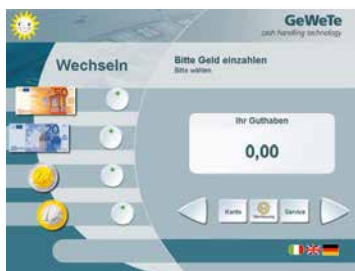 GeWeTe
cash handling technology
Wechseln
Bitte Geld einzahlen
Bitte wählen
Ihr Guthaben
0,00
Karte
Service